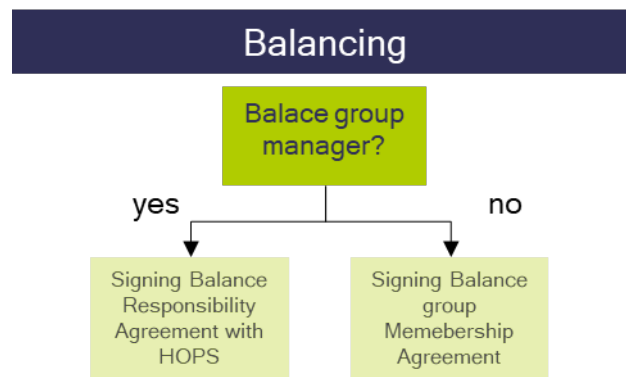 Balancing
Balace group
manager?
yes
no
Signing Balance
Responsibility
Agreement with
HOPS
Signing Balance
group
Memebership
Agreement